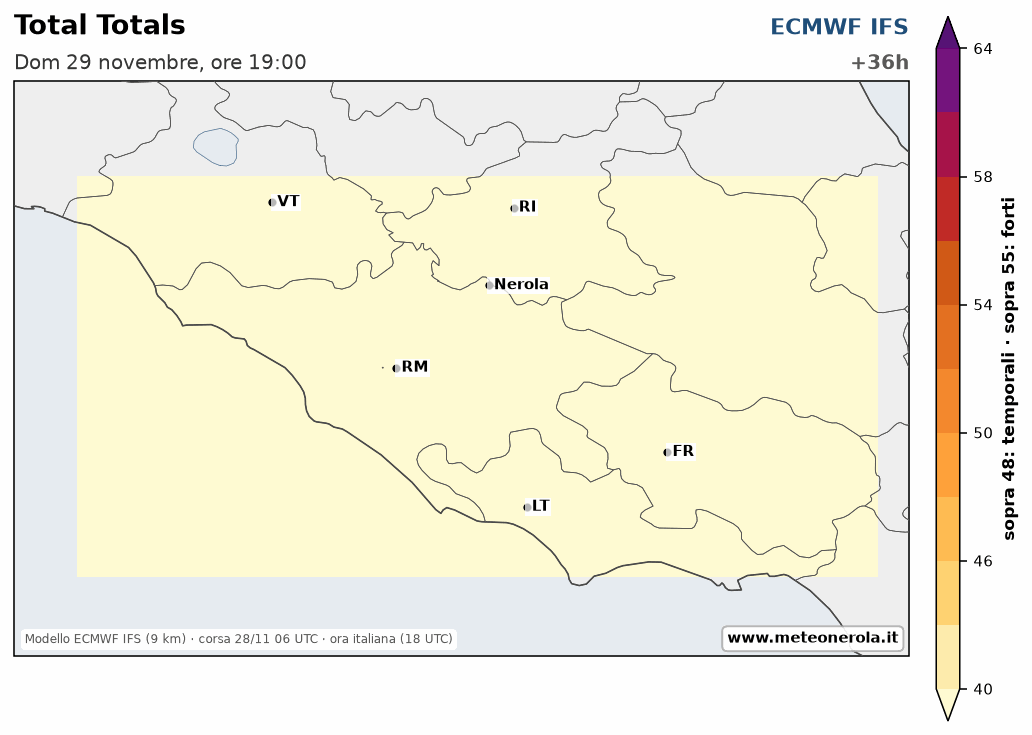 Total Totals
ECMWF IFS
Dom 29 novembre, ore 19:00
+36h
VT
RI
Nerola
RM
FR
LT
Modello ECMWF IFS (9 km) · corsa 28/11 06 UTC · ora italiana (18 UTC)
www.meteonerola.it
64
58
54
50
46
40
sopra 48: temporali · sopra 55: forti